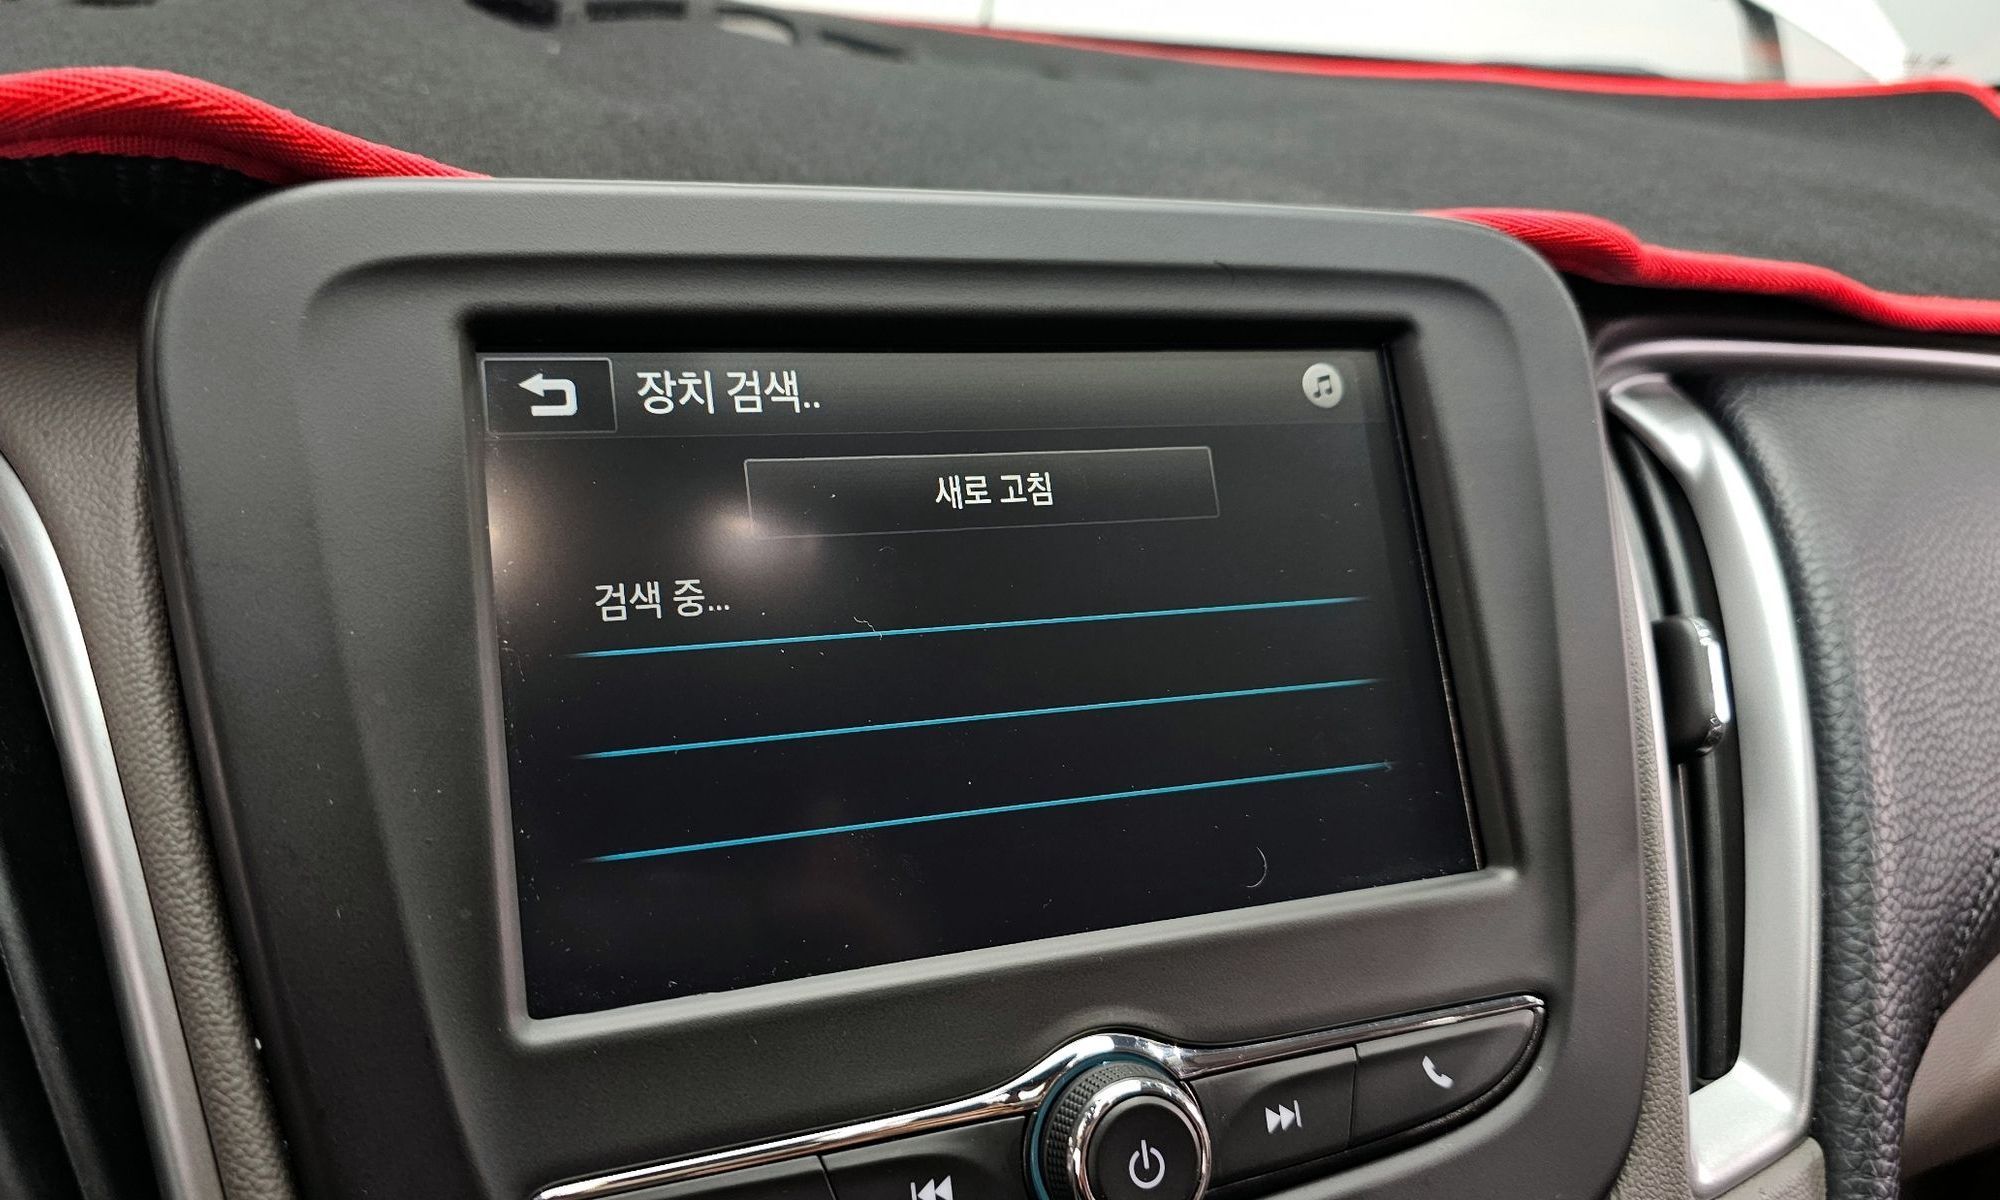 장치 검색..
새로 고침
검색 중...